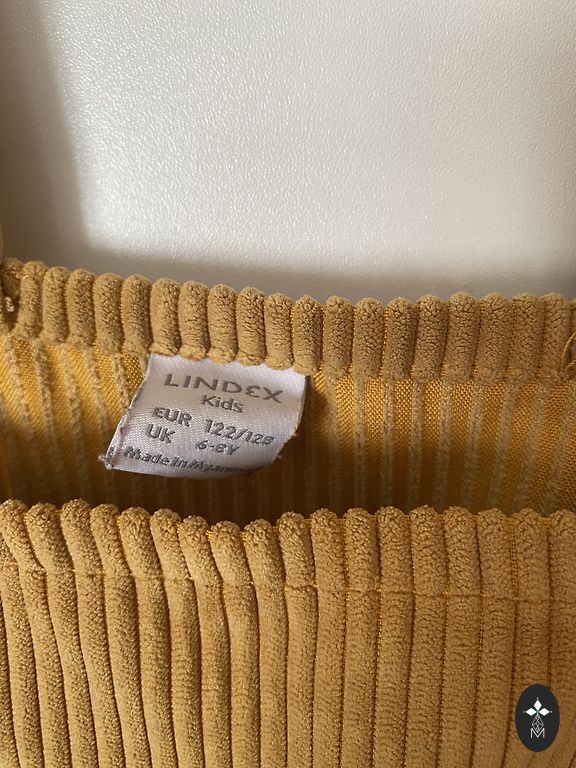 LINDEX
Kids
EUR 122/128
UK 6-8Y
Made in
M